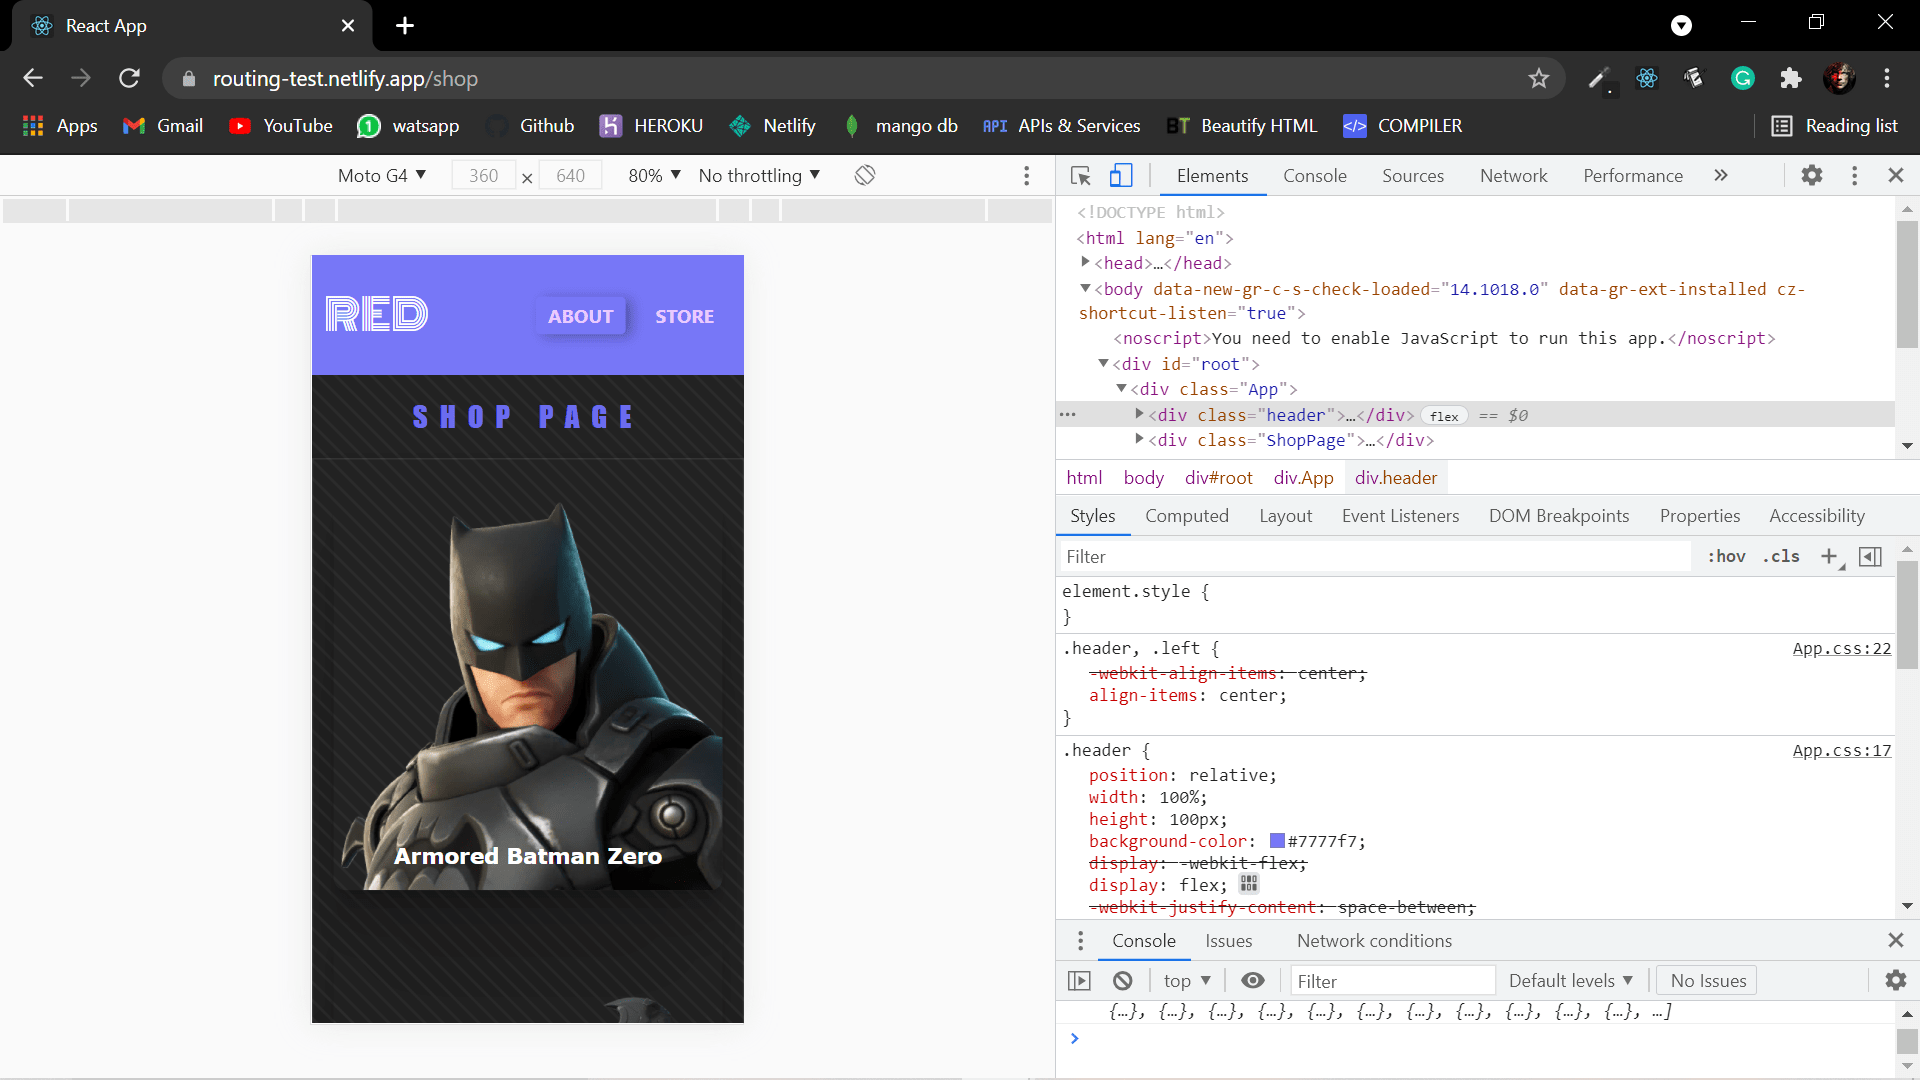 React App
routing-test.netlify.app/shop
Apps Gmail YouTube watsapp Github HEROKU Netlify mango db APIs & Services Beautify HTML COMPILER Reading list
Moto G4 360 × 640 80% No throttling
Elements Console Sources Network Performance
<!DOCTYPE html>
<html lang="en">
<head>…</head>
<body data-new-gr-c-s-check-loaded="14.1018.0" data-gr-ext-installed cz-
shortcut-listen="true">
<noscript>You need to enable JavaScript to run this app.</noscript>
<div id="root">
<div class="App">
<div class="header">…</div> flex == $0
<div class="ShopPage">…</div>
html body div#root div.App div.header
Styles Computed Layout Event Listeners DOM Breakpoints Properties Accessibility
Filter :hov .cls
element.style {
}
.header, .left { App.css:22
-webkit-align-items: center;
align-items: center;
}
.header { App.css:17
position: relative;
width: 100%;
height: 100px;
background-color: #7777f7;
display: -webkit-flex;
display: flex;
-webkit-justify-content: space-between;
Console Issues Network conditions
top Filter Default levels No Issues
{…}, {…}, {…}, {…}, {…}, {…}, {…}, {…}, {…}, {…}, {…}, …]
RED ABOUT STORE
SHOP PAGE
Armored Batman Zero